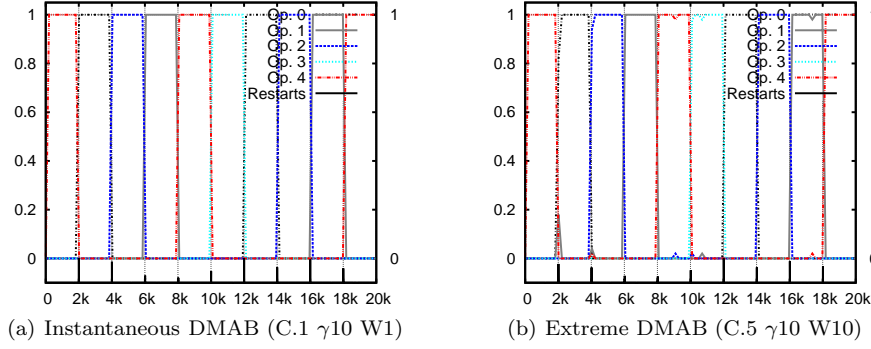 1
0.8
0.6
0.4
0.2
0
1
0
Op. 0
Op. 1
Op. 2
Op. 3
Op. 4
Restarts
0 2k 4k 6k 8k 10k 12k 14k 16k 18k 20k
(a) Instantaneous DMAB (C.1 γ10 W1)
1
0.8
0.6
0.4
0.2
0
Op. 0
Op. 1
Op. 2
Op. 3
Op. 4
Restarts
0 2k 4k 6k 8k 10k 12k 14k 16k 18k
(b) Extreme DMAB (C.5 γ10 W10)